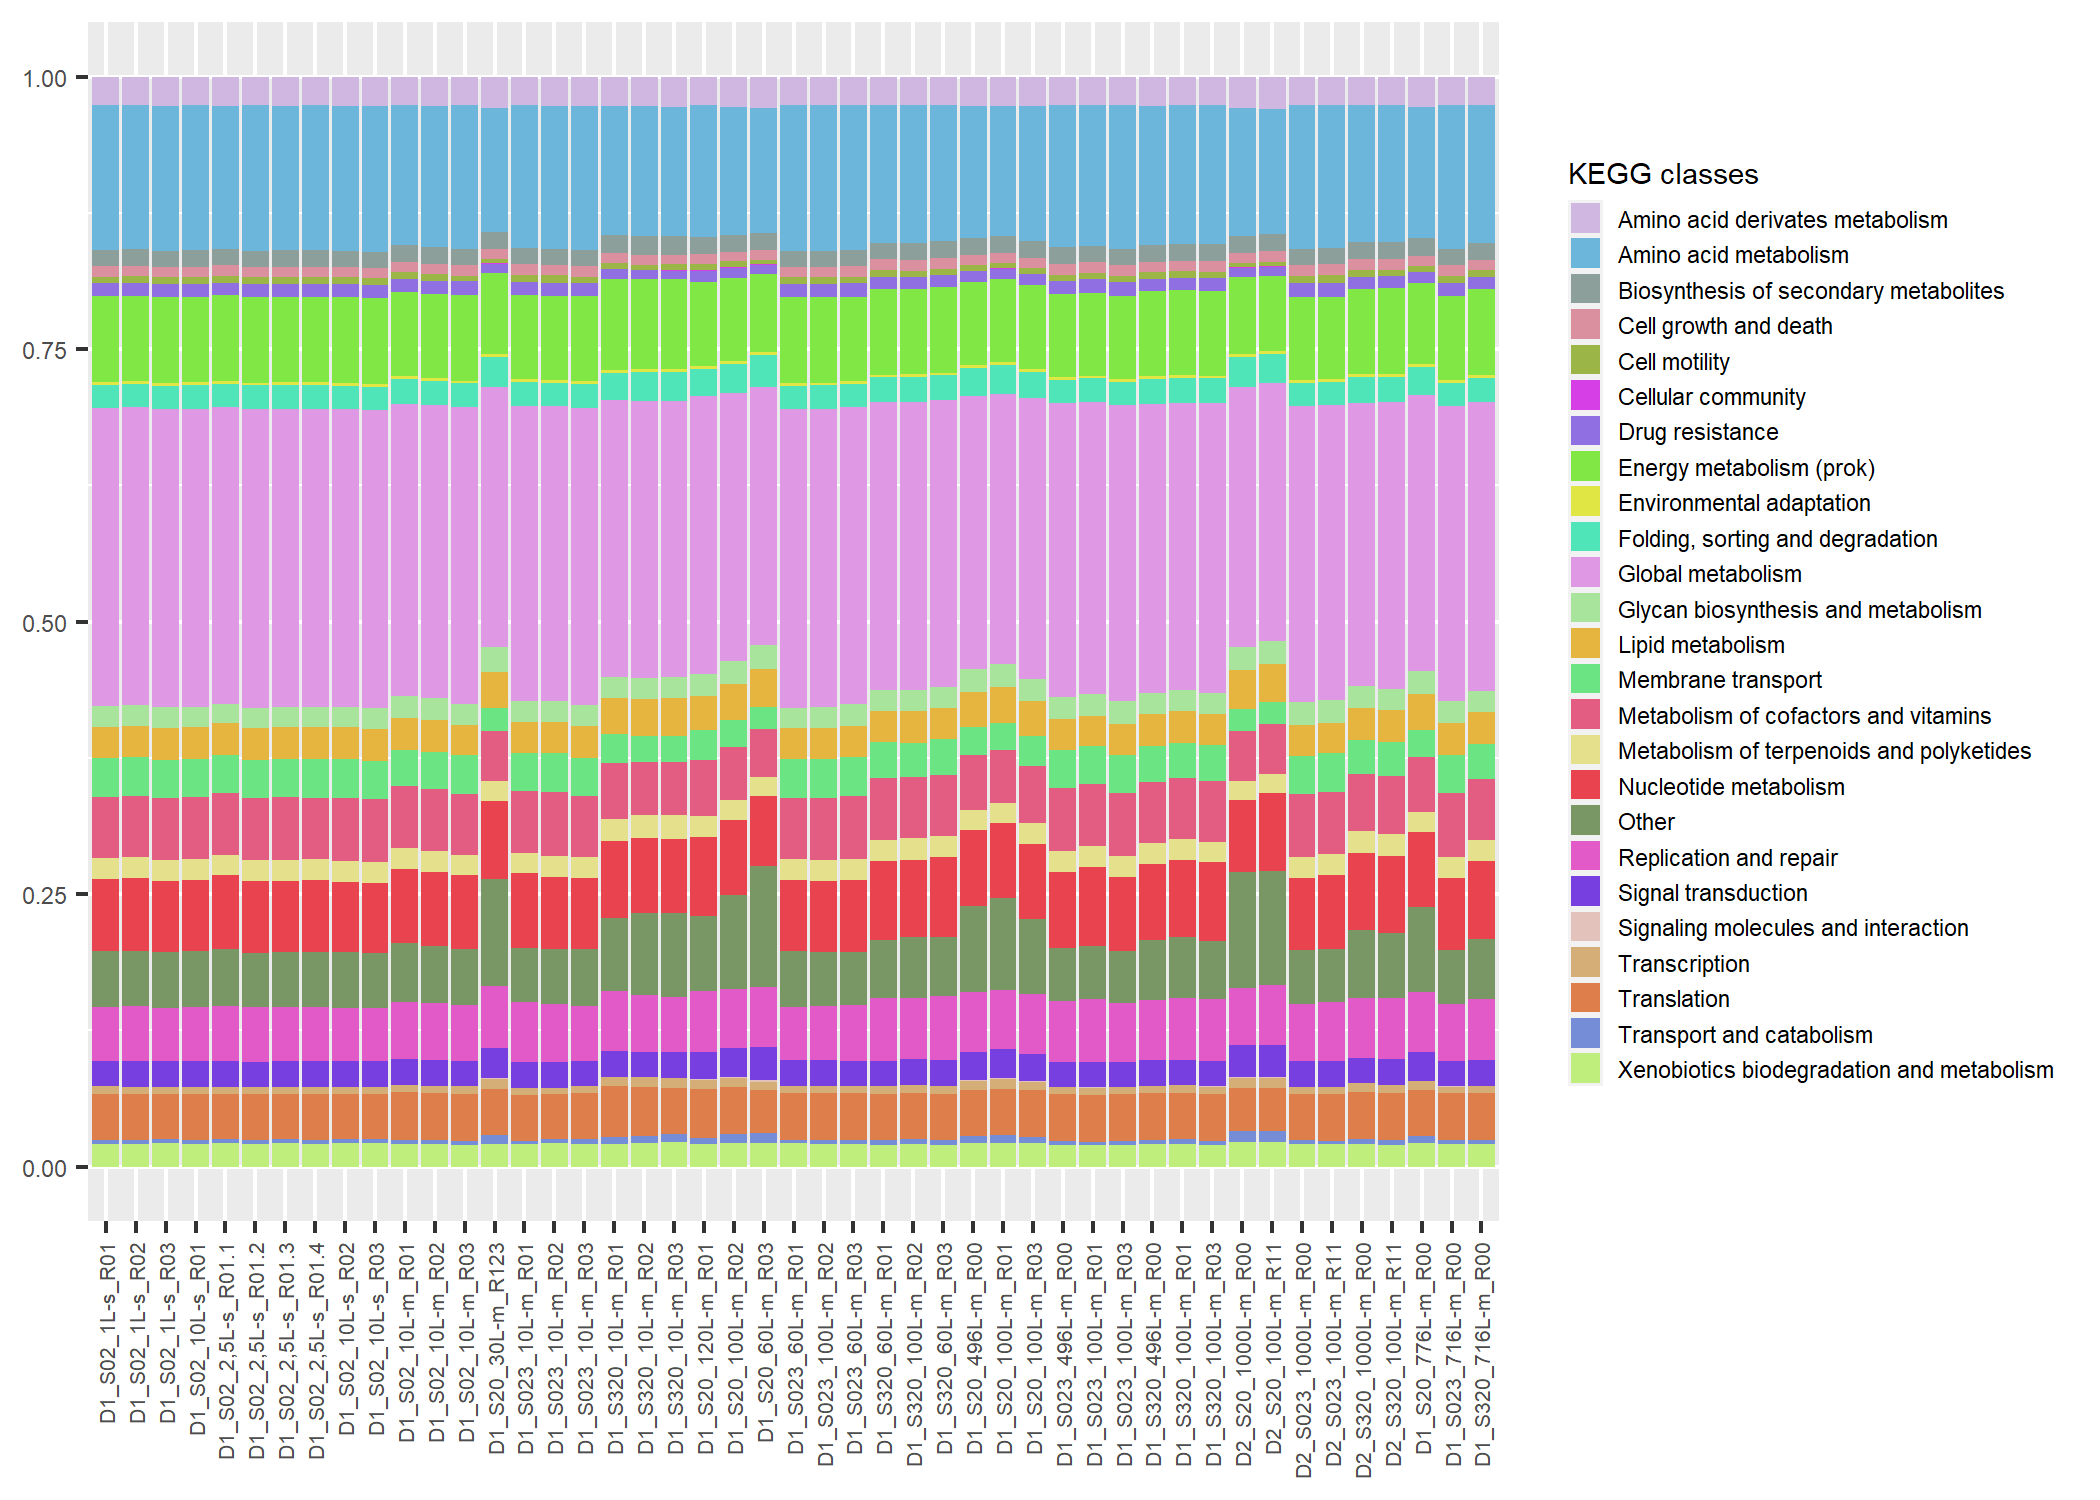 1.00
0.75
0.50
0.25
0.00
D1_S02_1L-s_R01
D1_S02_1L-s_R02
D1_S02_1L-s_R03
D1_S02_10L-s_R01
D1_S02_2,5L-s_R01.1
D1_S02_2,5L-s_R01.2
D1_S02_2,5L-s_R01.3
D1_S02_2,5L-s_R01.4
D1_S02_10L-s_R02
D1_S02_10L-s_R03
D1_S02_10L-m_R01
D1_S02_10L-m_R02
D1_S02_10L-m_R03
D1_S20_30L-m_R123
D1_S023_10L-m_R01
D1_S023_10L-m_R02
D1_S023_10L-m_R03
D1_S320_10L-m_R01
D1_S320_10L-m_R02
D1_S320_10L-m_R03
D1_S20_120L-m_R01
D1_S20_100L-m_R02
D1_S20_60L-m_R03
D1_S023_60L-m_R01
D1_S023_100L-m_R02
D1_S023_60L-m_R03
D1_S320_60L-m_R01
D1_S320_100L-m_R02
D1_S320_60L-m_R03
D1_S20_496L-m_R00
D1_S20_100L-m_R01
D1_S20_100L-m_R03
D1_S023_496L-m_R00
D1_S023_100L-m_R01
D1_S023_100L-m_R03
D1_S320_496L-m_R00
D1_S320_100L-m_R01
D1_S320_100L-m_R03
D2_S20_1000L-m_R00
D2_S20_100L-m_R11
D2_S023_1000L-m_R00
D2_S023_100L-m_R11
D2_S320_1000L-m_R00
D2_S320_100L-m_R11
D1_S20_776L-m_R00
D1_S023_716L-m_R00
D1_S320_716L-m_R00
KEGG classes
Amino acid derivates metabolism
Amino acid metabolism
Biosynthesis of secondary metabolites
Cell growth and death
Cell motility
Cellular community
Drug resistance
Energy metabolism (prok)
Environmental adaptation
Folding, sorting and degradation
Global metabolism
Glycan biosynthesis and metabolism
Lipid metabolism
Membrane transport
Metabolism of cofactors and vitamins
Metabolism of terpenoids and polyketides
Nucleotide metabolism
Other
Replication and repair
Signal transduction
Signaling molecules and interaction
Transcription
Translation
Transport and catabolism
Xenobiotics biodegradation and metabolism